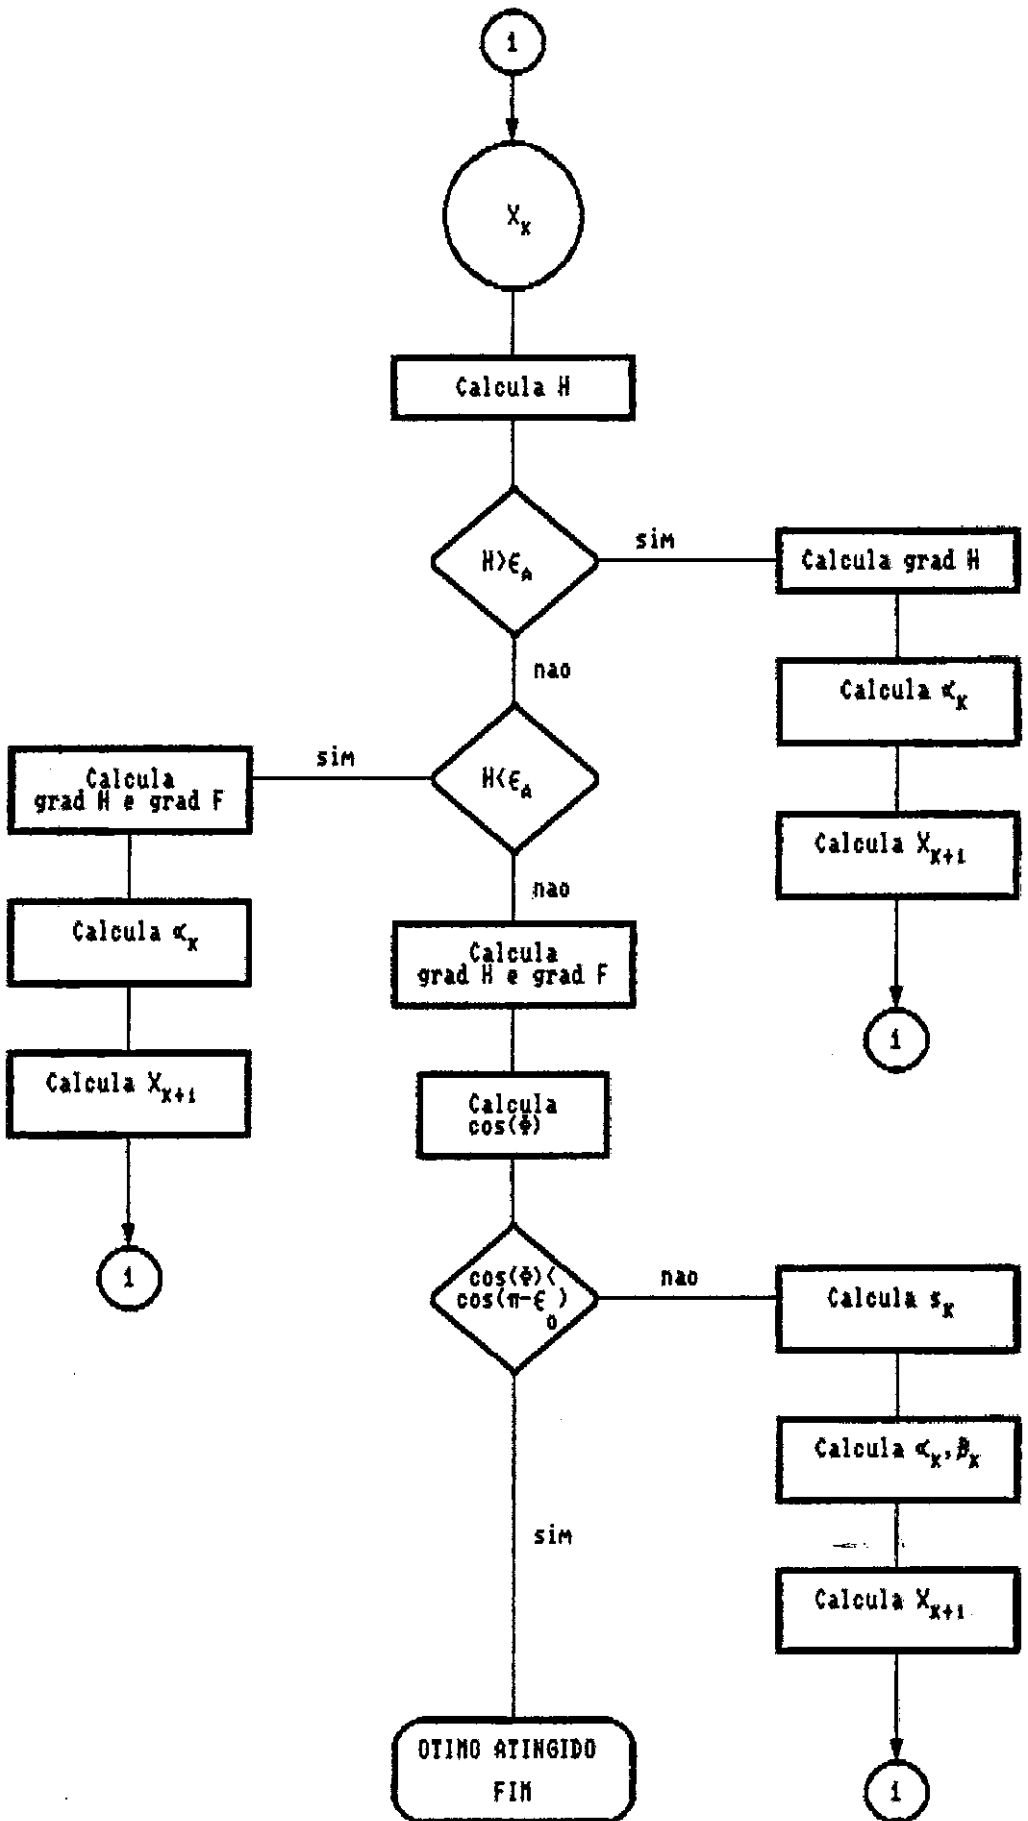 1
X_K
Calcula H
H>ϵ_A
sim
Calcula grad H
nao
Calcula α_K
H<ϵ_A
sim
Calcula
grad H e grad F
Calcula X_K+1
nao
Calcula α_K
Calcula
grad H e grad F
1
Calcula X_K+1
Calcula
cos(Φ)
1
cos(Φ)<
cos(π-ϵ_0)
nao
Calcula s_K
Calcula α_K,β_K
sim
Calcula X_K+1
OTIMO ATINGIDO
FIM
1